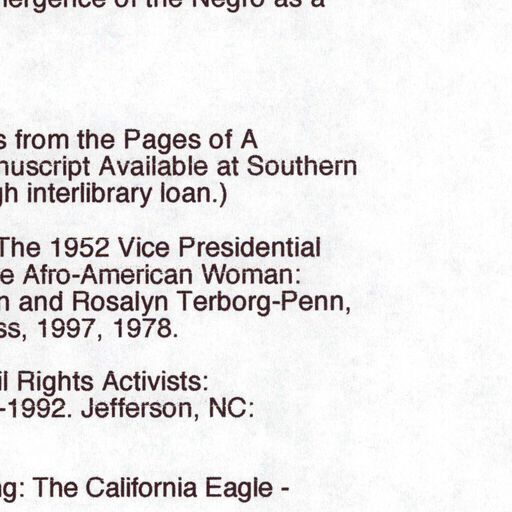 mergence of the Negro as a
s from the Pages of A
nuscript Available at Southern
gh interlibrary loan.)
The 1952 Vice Presidential
e Afro-American Woman:
n and Rosalyn Terborg-Penn,
ss, 1997, 1978.
il Rights Activists:
-1992. Jefferson, NC:
ng: The California Eagle -